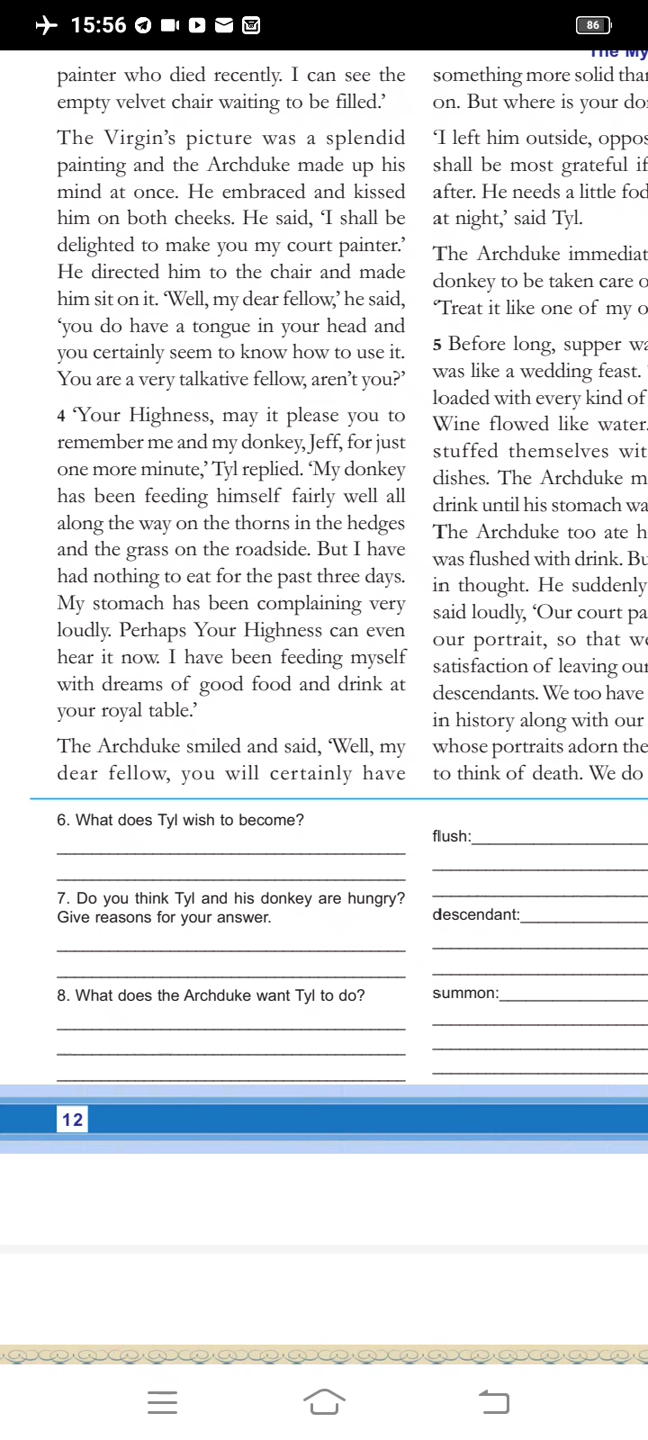 15:56
86
The My
painter who died recently. I can see the
empty velvet chair waiting to be filled.’
The Virgin’s picture was a splendid
painting and the Archduke made up his
mind at once. He embraced and kissed
him on both cheeks. He said, ‘I shall be
delighted to make you my court painter.’
He directed him to the chair and made
him sit on it. ‘Well, my dear fellow,’ he said,
‘you do have a tongue in your head and
you certainly seem to know how to use it.
You are a very talkative fellow, aren’t you?’
4 ‘Your Highness, may it please you to
remember me and my donkey, Jeff, for just
one more minute,’ Tyl replied. ‘My donkey
has been feeding himself fairly well all
along the way on the thorns in the hedges
and the grass on the roadside. But I have
had nothing to eat for the past three days.
My stomach has been complaining very
loudly. Perhaps Your Highness can even
hear it now. I have been feeding myself
with dreams of good food and drink at
your royal table.’
The Archduke smiled and said, ‘Well, my
dear fellow, you will certainly have
something more solid than
on. But where is your do
‘I left him outside, oppos
shall be most grateful if
after. He needs a little fod
at night,’ said Tyl.
The Archduke immediat
donkey to be taken care o
‘Treat it like one of my o
5 Before long, supper wa
was like a wedding feast.
loaded with every kind of
Wine flowed like water.
stuffed themselves wit
dishes. The Archduke m
drink until his stomach wa
The Archduke too ate h
was flushed with drink. Bu
in thought. He suddenly
said loudly, ‘Our court pa
our portrait, so that we
satisfaction of leaving our
descendants. We too have
in history along with our
whose portraits adorn the
to think of death. We do
6. What does Tyl wish to become?
7. Do you think Tyl and his donkey are hungry?
Give reasons for your answer.
8. What does the Archduke want Tyl to do?
flush:
descendant:
summon:
12